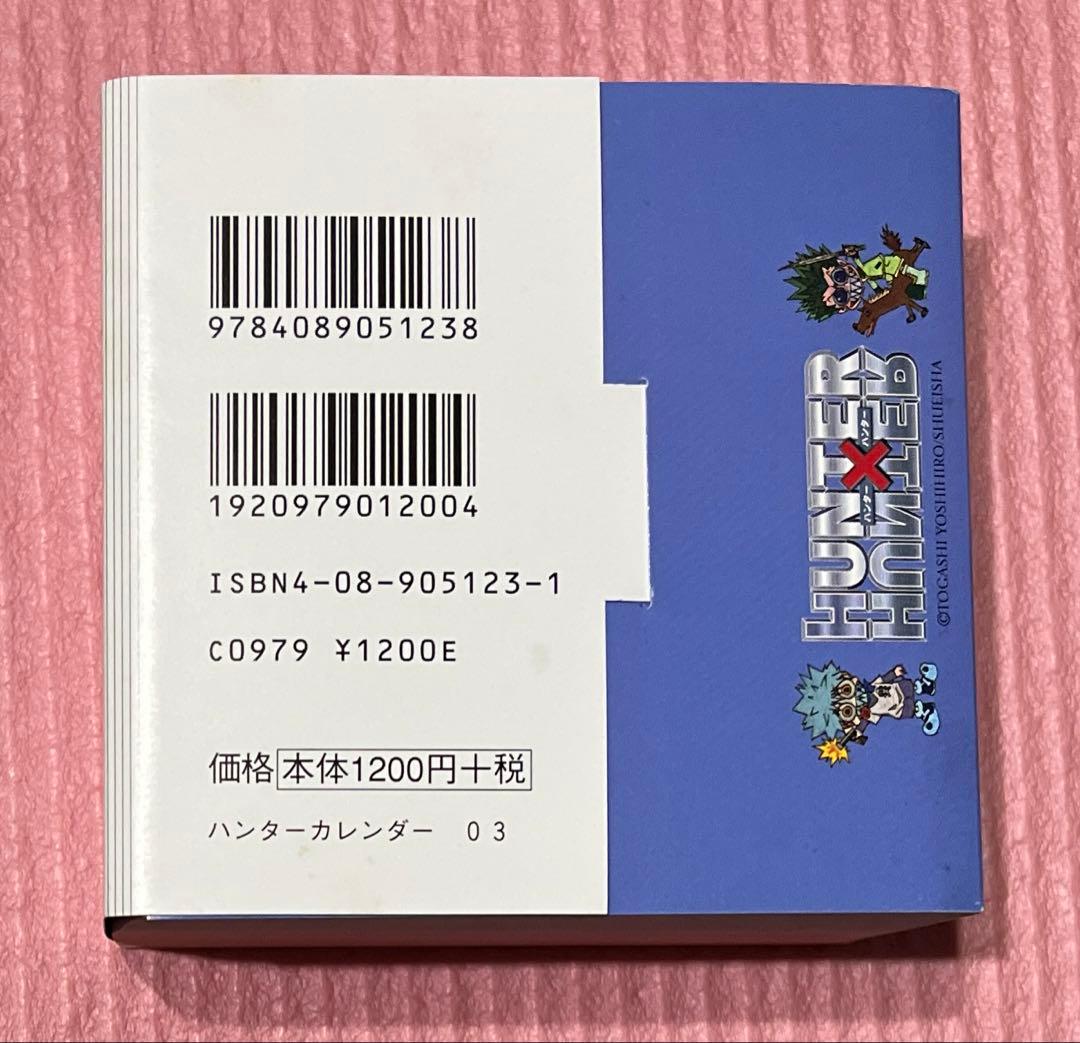 9784089051238
1920979012004
ISBN4-08-905123-1
C0979 ¥1200E
価格 本体1200円+税
ハンターカレンダー 03
HUNTER
ハンター×ハンター
HUNTER
©TOGASHI YOSHIHIRO/SHUEISHA